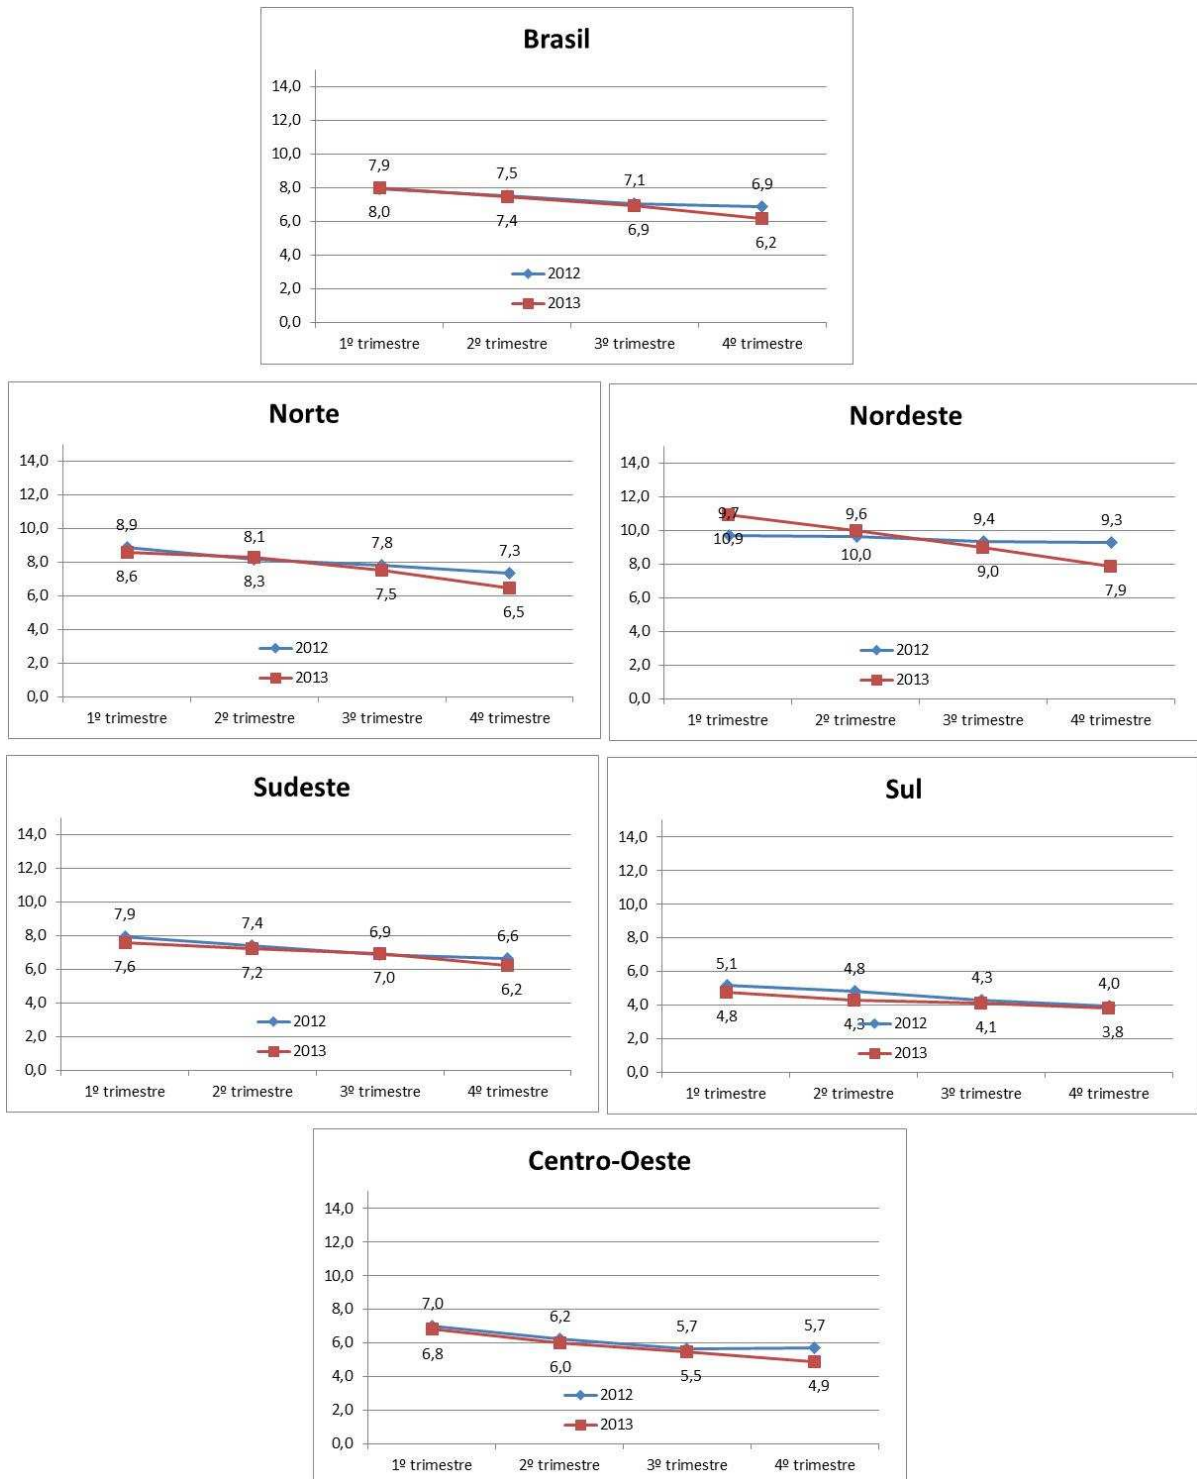 Brasil
14,0
12,0
10,0
8,0
6,0
4,0
2,0
0,0
7,9 7,5 7,1 6,9
8,0 7,4 6,9 6,2
2012
2013
1º trimestre 2º trimestre 3º trimestre 4º trimestre
Norte
14,0
12,0
10,0
8,0
6,0
4,0
2,0
0,0
8,9 8,1 7,8 7,3
8,6 8,3 7,5 6,5
2012
2013
1º trimestre 2º trimestre 3º trimestre 4º trimestre
Nordeste
14,0
12,0
10,0
8,0
6,0
4,0
2,0
0,0
9,7 9,6 9,4 9,3
10,9 10,0 9,0 7,9
2012
2013
1º trimestre 2º trimestre 3º trimestre 4º trimestre
Sudeste
14,0
12,0
10,0
8,0
6,0
4,0
2,0
0,0
7,9 7,4 6,9 6,6
7,6 7,2 7,0 6,2
2012
2013
1º trimestre 2º trimestre 3º trimestre 4º trimestre
Sul
14,0
12,0
10,0
8,0
6,0
4,0
2,0
0,0
5,1 4,8 4,3 4,0
4,8 4,3 4,1 3,8
2012
2013
1º trimestre 2º trimestre 3º trimestre 4º trimestre
Centro-Oeste
14,0
12,0
10,0
8,0
6,0
4,0
2,0
0,0
7,0 6,2 5,7 5,7
6,8 6,0 5,5 4,9
2012
2013
1º trimestre 2º trimestre 3º trimestre 4º trimestre